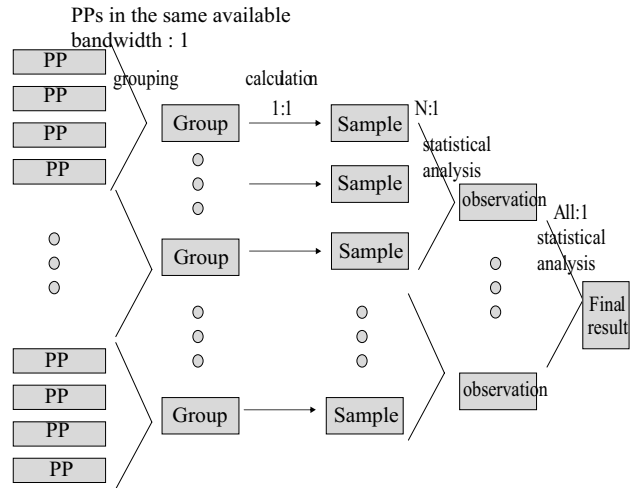 PPs in the same available
bandwidth : 1
PP
PP
PP
PP
grouping
calculation
1:1
N:1
Group
Sample
statistical
analysis
Sample
observation
All:1
statistical
analysis
Group
Sample
Final
result
PP
PP
PP
PP
Group
Sample
observation